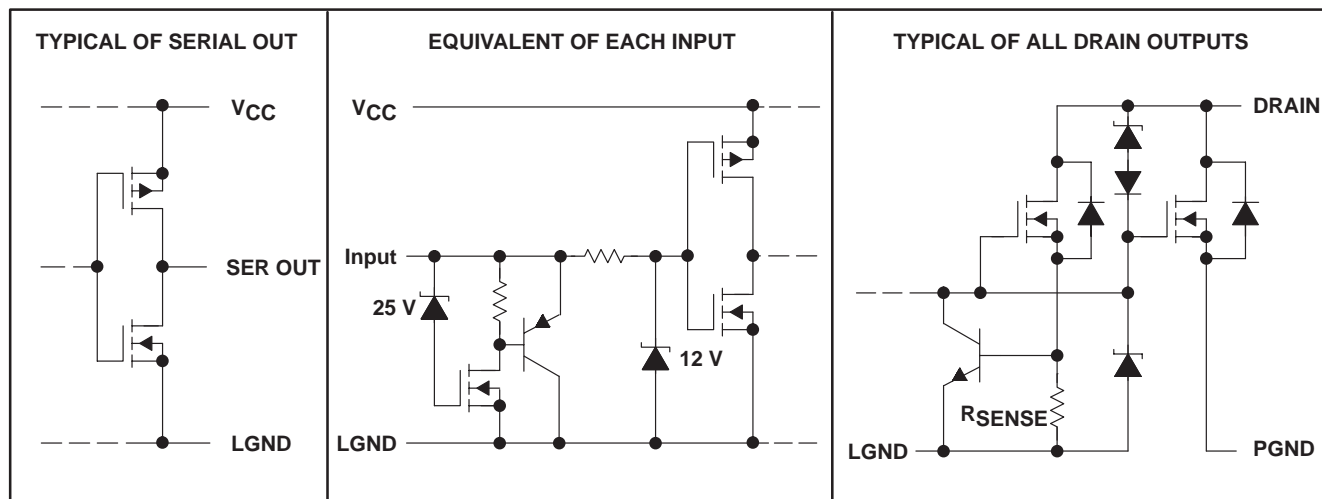 TYPICAL OF SERIAL OUT
VCC
SER OUT
LGND
EQUIVALENT OF EACH INPUT
VCC
Input
25 V
12 V
LGND
TYPICAL OF ALL DRAIN OUTPUTS
DRAIN
RSENSE
LGND
PGND